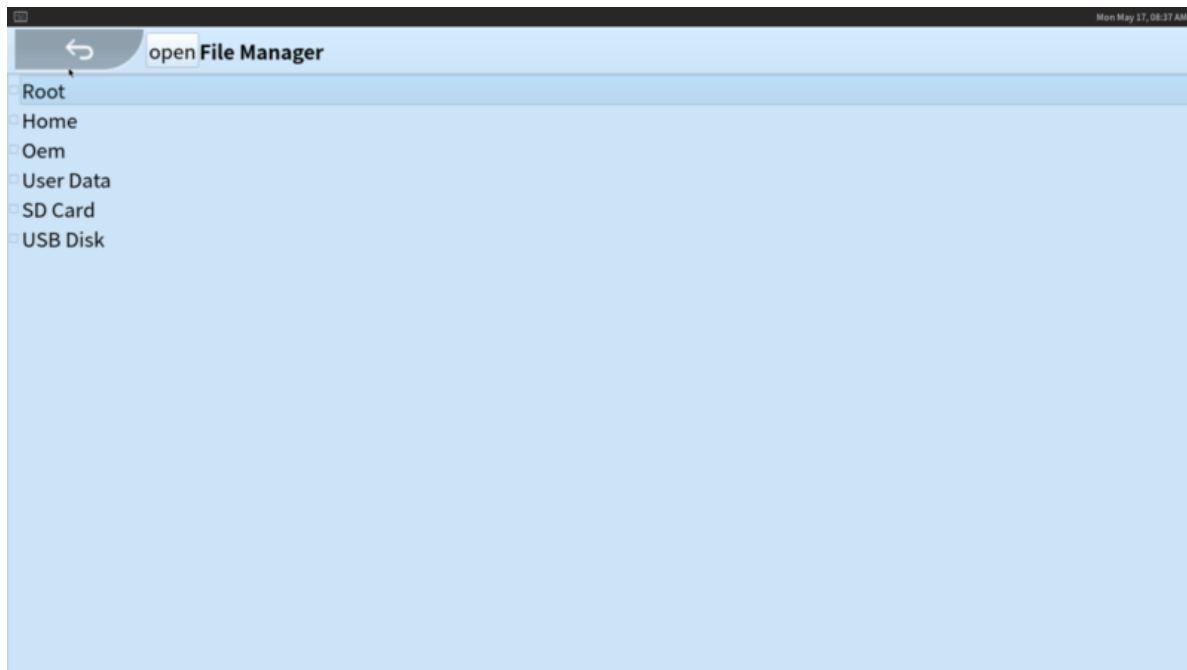 Mon May 17, 08:37 AM
open File Manager
Root
Home
Oem
User Data
SD Card
USB Disk